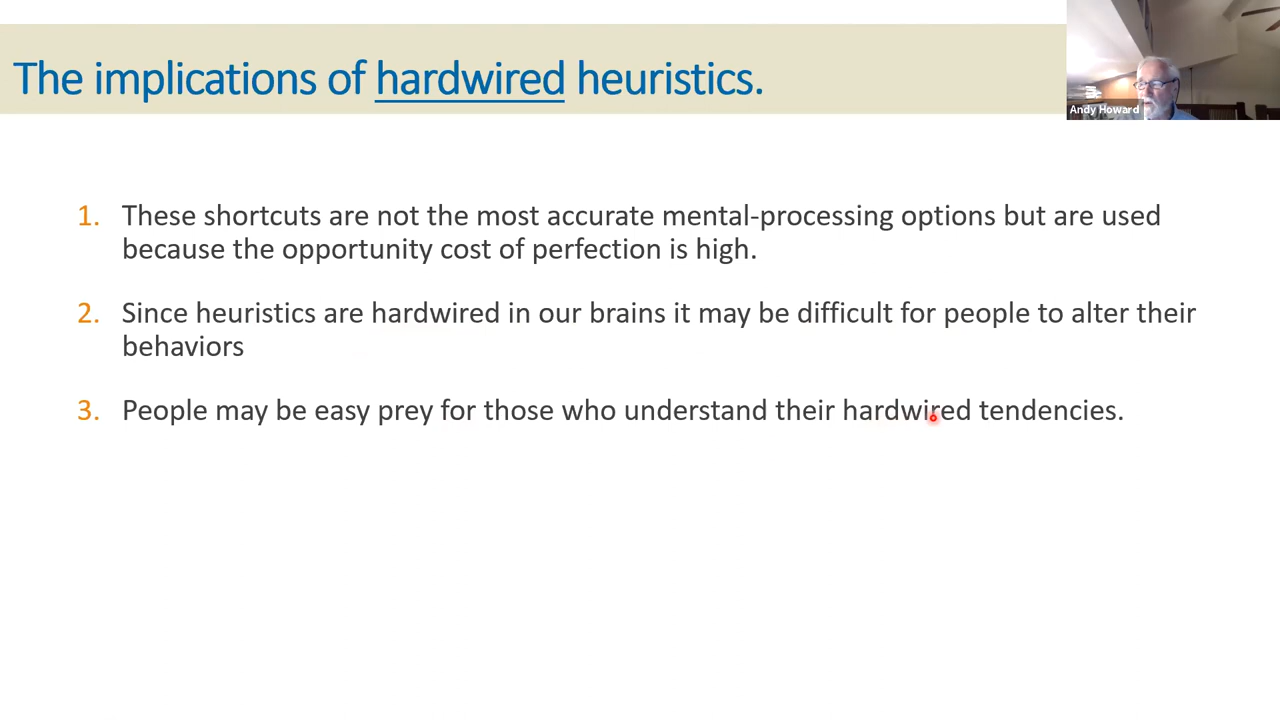 The implications of hardwired heuristics.
Andy Howard
1. These shortcuts are not the most accurate mental-processing options but are used
because the opportunity cost of perfection is high.
2. Since heuristics are hardwired in our brains it may be difficult for people to alter their
behaviors
3. People may be easy prey for those who understand their hardwired tendencies.